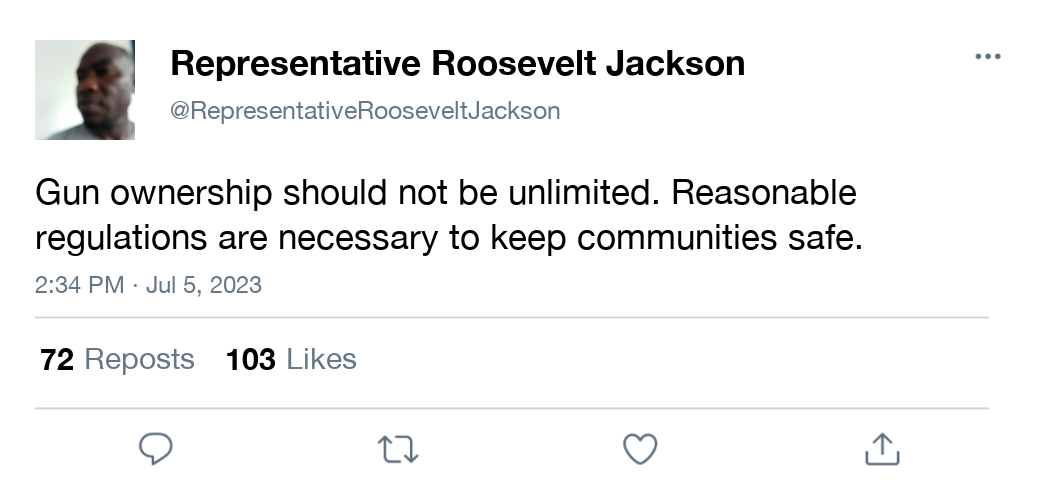 Representative Roosevelt Jackson
@RepresentativeRooseveltJackson
Gun ownership should not be unlimited. Reasonable
regulations are necessary to keep communities safe.
2:34 PM · Jul 5, 2023
72 Reposts 103 Likes